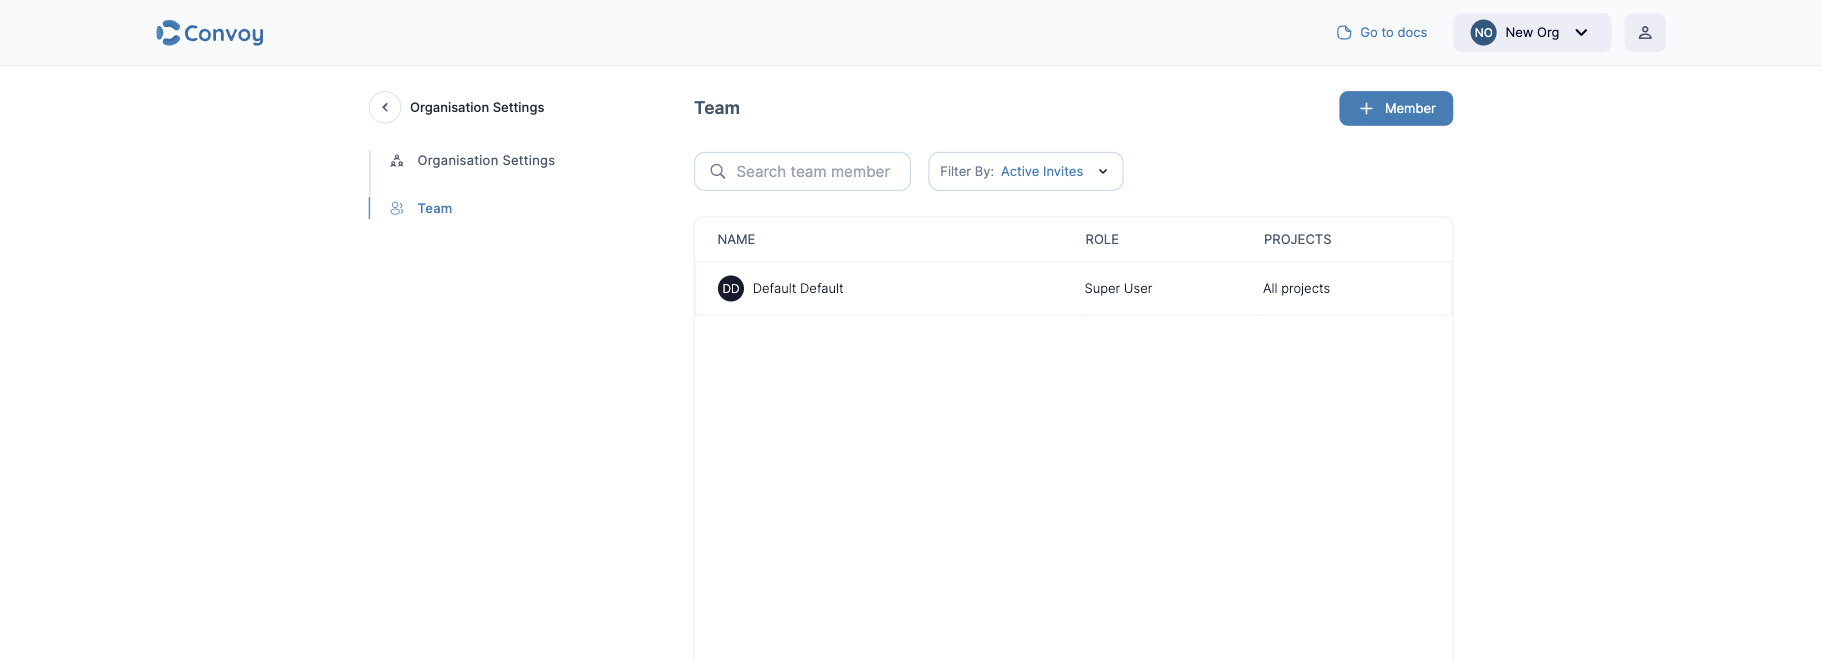 Convoy
Go to docs
NO New Org
Organisation Settings
Organisation Settings
Team
Team
Member
Search team member
Filter By: Active Invites
NAME ROLE PROJECTS
DD Default Default Super User All projects